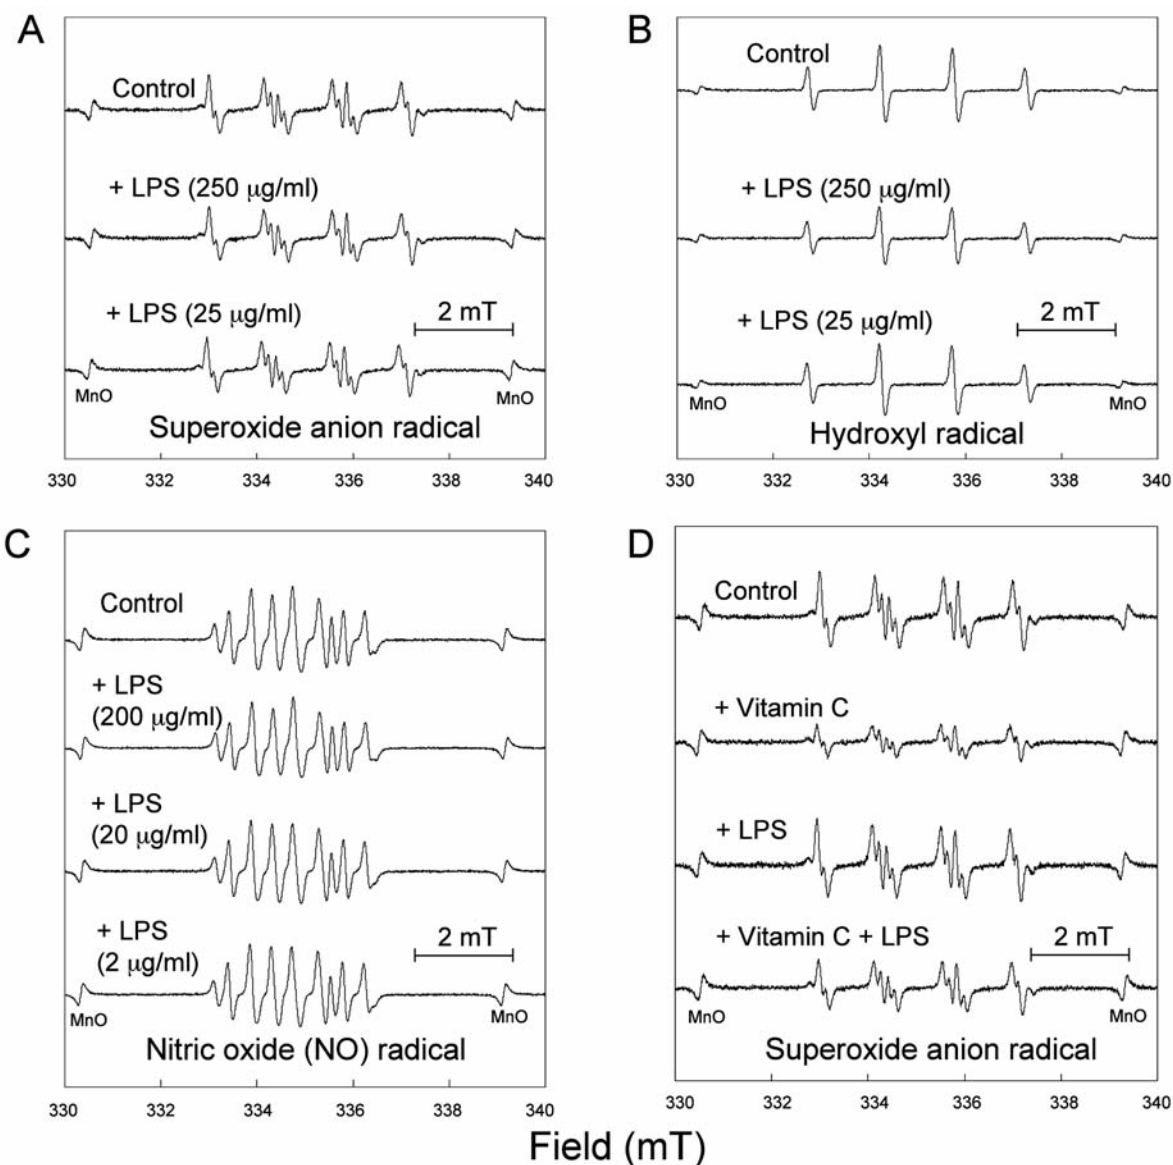 A
Control
+ LPS (250 μg/ml)
+ LPS (25 μg/ml)
2 mT
MnO
MnO
Superoxide anion radical
330 332 334 336 338 340
B
Control
+ LPS (250 μg/ml)
+ LPS (25 μg/ml)
2 mT
MnO
MnO
Hydroxyl radical
330 332 334 336 338 340
C
Control
+ LPS
(200 μg/ml)
+ LPS
(20 μg/ml)
+ LPS
(2 μg/ml)
2 mT
MnO
MnO
Nitric oxide (NO) radical
330 332 334 336 338 340
D
Control
+ Vitamin C
+ LPS
+ Vitamin C + LPS
2 mT
MnO
MnO
Superoxide anion radical
330 332 334 336 338 340
Field (mT)